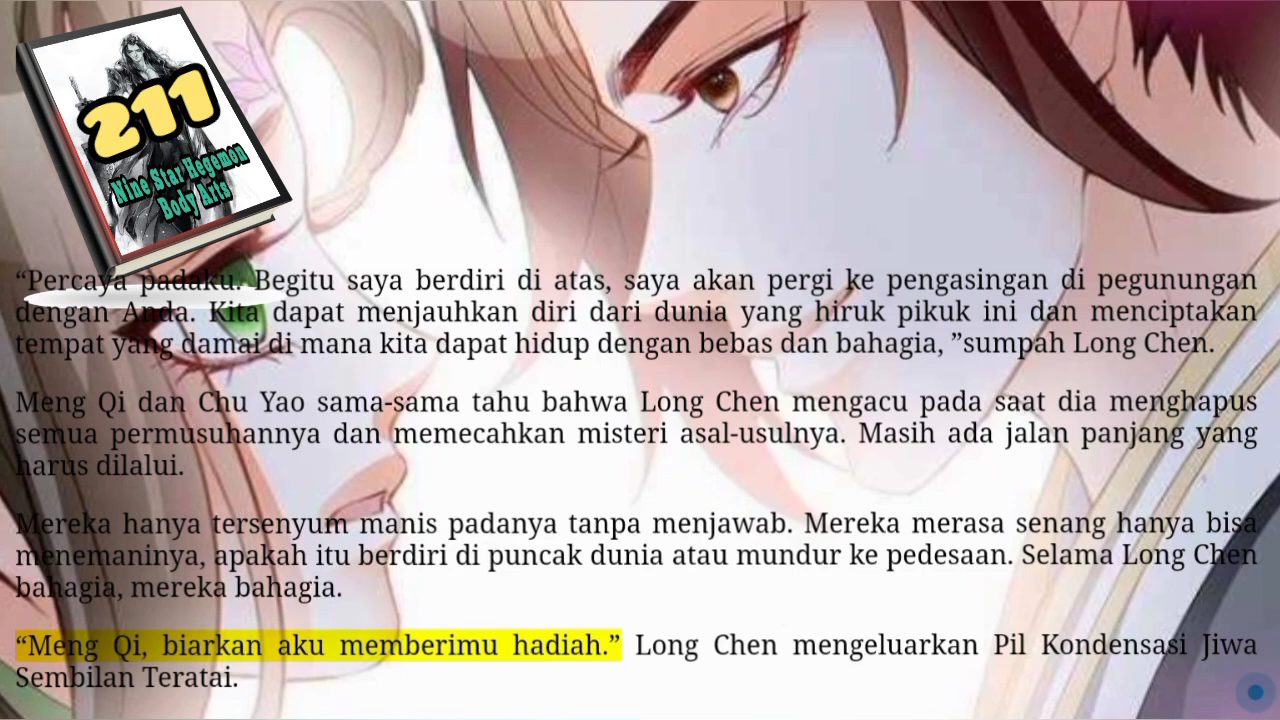 211
Nine Star Hegemon
Body Arts
“Percaya padaku. Begitu saya berdiri di atas, saya akan pergi ke pengasingan di pegunungan
dengan Anda. Kita dapat menjauhkan diri dari dunia yang hiruk pikuk ini dan menciptakan
tempat yang damai di mana kita dapat hidup dengan bebas dan bahagia, ”sumpah Long Chen.
Meng Qi dan Chu Yao sama-sama tahu bahwa Long Chen mengacu pada saat dia menghapus
semua permusuhannya dan memecahkan misteri asal-usulnya. Masih ada jalan panjang yang
harus dilalui.
Mereka hanya tersenyum manis padanya tanpa menjawab. Mereka merasa senang hanya bisa
menemaninya, apakah itu berdiri di puncak dunia atau mundur ke pedesaan. Selama Long Chen
bahagia, mereka bahagia.
“Meng Qi, biarkan aku memberimu hadiah.” Long Chen mengeluarkan Pil Kondensasi Jiwa
Sembilan Teratai.